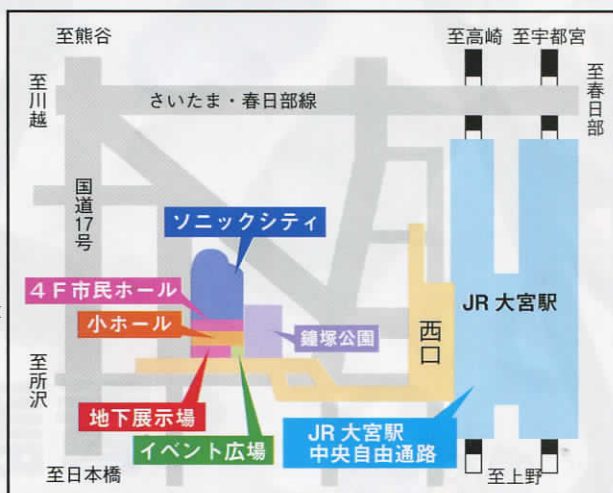 至熊谷
至高崎
至宇都宮
至川越
至春日部
さいたま・春日部線
国道17号
ソニックシティ
4F市民ホール
小ホール
鐘塚公園
西口
JR 大宮駅
至所沢
地下展示場
イベント広場
JR 大宮駅
中央自由通路
至日本橋
至上野